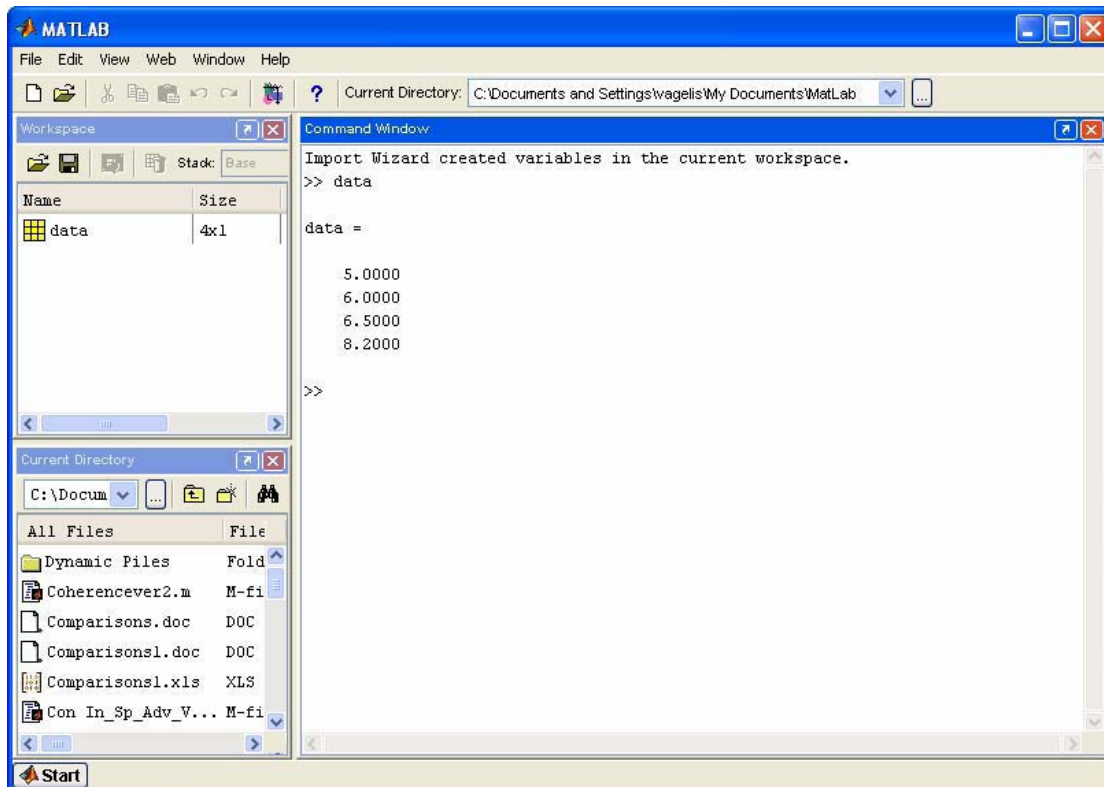 MATLAB
File Edit View Web Window Help
? Current Directory: C:\Documents and Settings\vagelis\My Documents\MatLab ...
Workspace
Stack: Base
Name Size
data 4x1
Command Window
Import Wizard created variables in the current workspace.
>> data
data =
5.0000
6.0000
6.5000
8.2000
>>
Current Directory
C:\Docum ...
All Files File
Dynamic Piles Fold
Coherencever2.m M-fi
Comparisons.doc DOC
Comparisons1.doc DOC
Comparisons1.xls XLS
Con In_Sp_Adv_V... M-fi
Start